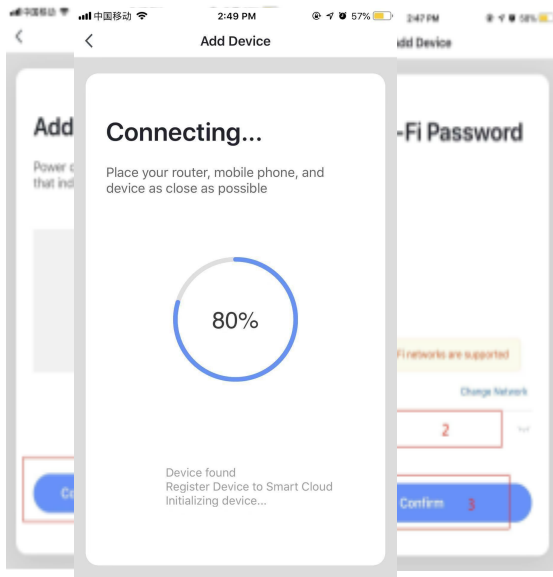 中国移动 2:49 PM 57%
Add Device
Connecting...
Place your router, mobile phone, and
device as close as possible
80%
Device found
Register Device to Smart Cloud
Initializing device...
Add
Power
that ind
2:47 PM 58%
Add Device
-Fi Password
Fi networks are supported
Change Network
2
Confirm 3